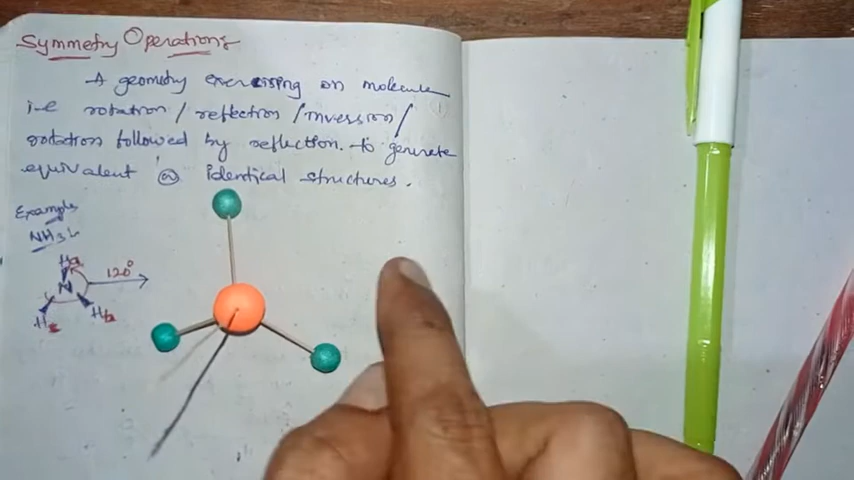 Symmetry Operations
A geometry exercising on molecule
i-e rotation / reflection / inversion /
rotation followed by reflection. to generate
equivalent or identical structures.
Example
NH3
Ha
120°
N
Hb